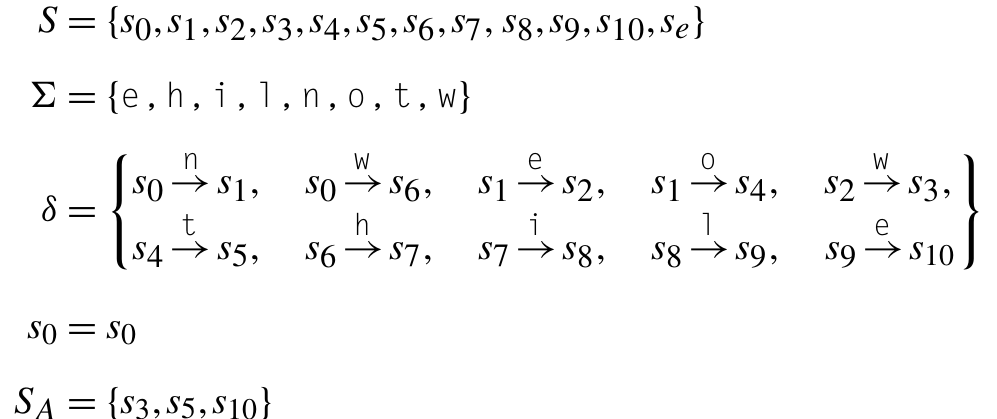 S = {s₀, s₁, s₂, s₃, s₄, s₅, s₆, s₇, s₈, s₉, s₁₀, sₑ}
Σ = {e, h, i, l, n, o, t, w}
δ = { s₀ →ⁿ s₁, s₀ →ʷ s₆, s₁ →ᵉ s₂, s₁ →ᵒ s₄, s₂ →ʷ s₃,
s₄ →ᵗ s₅, s₆ →ʰ s₇, s₇ →ⁱ s₈, s₈ →ˡ s₉, s₉ →ᵉ s₁₀ }
s₀ = s₀
S_A = {s₃, s₅, s₁₀}